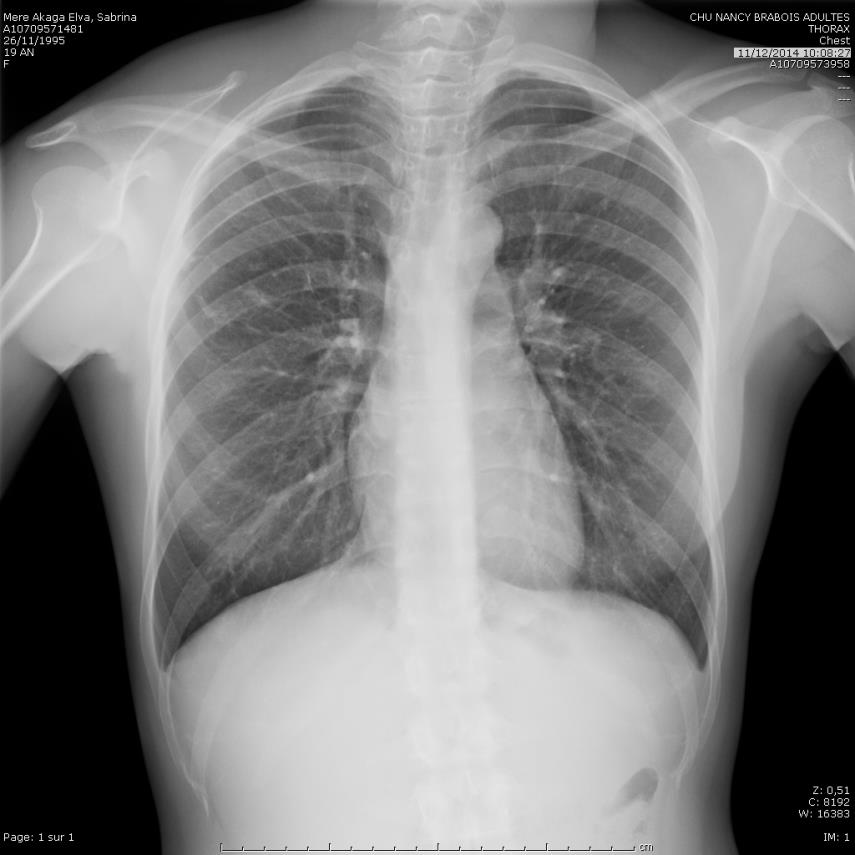 Mere Akaga Elva, Sabrina
A10709571481
26/11/1995
19 AN
F
CHU NANCY BRABOIS ADULTES
THORAX
Chest
11/12/2014 10:08:27
A10709573958
---
---
---
Z: 0,51
C: 8192
W: 16383
Page: 1 sur 1
IM: 1
cm